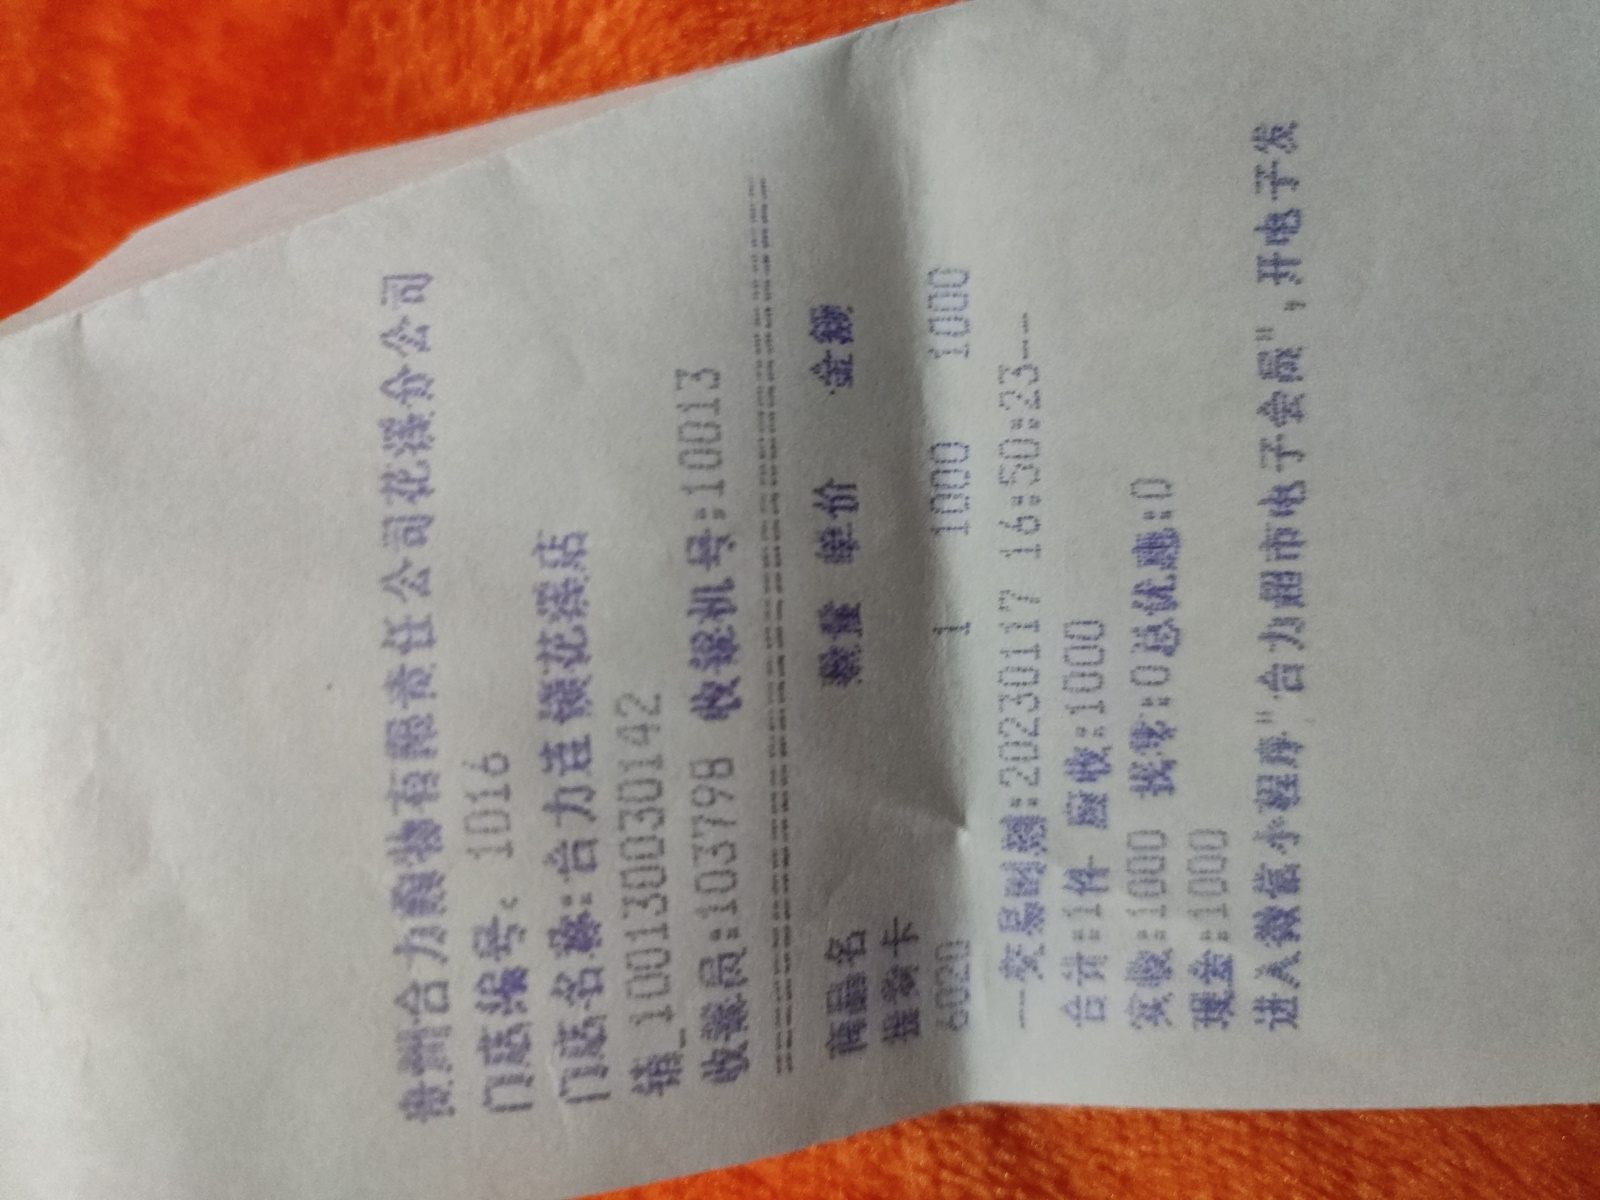 贵州合力购物有限责任公司花溪分公司
门店编号: 1016
门店名称:合力连锁花溪店
销_100130030142
收银员:103798 收银机号:10013
商品名 数量 单价 金额
提零卡
6020 1 1000 1000
——交易时间:20230117 16:50:23——
合计:1件 应收:1000
实收:1000 找零:0总优惠:0
现金:1000
进入微信小程序"合力超市电子会员",开电子发